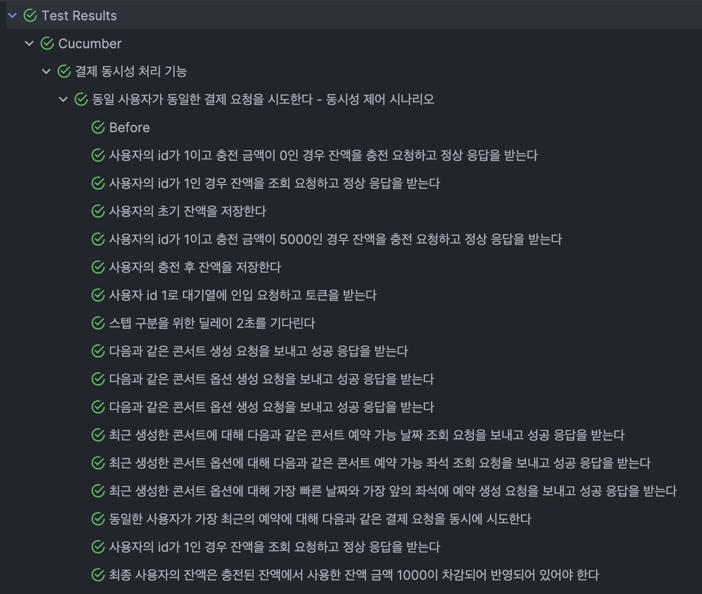 Test Results
Cucumber
결제 동시성 처리 기능
동일 사용자가 동일한 결제 요청을 시도한다 - 동시성 제어 시나리오
Before
사용자의 id가 1이고 충전 금액이 0인 경우 잔액을 충전 요청하고 정상 응답을 받는다
사용자의 id가 1인 경우 잔액을 조회 요청하고 정상 응답을 받는다
사용자의 초기 잔액을 저장한다
사용자의 id가 1이고 충전 금액이 5000인 경우 잔액을 충전 요청하고 정상 응답을 받는다
사용자의 충전 후 잔액을 저장한다
사용자 id 1로 대기열에 인입 요청하고 토큰을 받는다
스텝 구분을 위한 딜레이 2초를 기다린다
다음과 같은 콘서트 생성 요청을 보내고 성공 응답을 받는다
다음과 같은 콘서트 옵션 생성 요청을 보내고 성공 응답을 받는다
다음과 같은 콘서트 옵션 생성 요청을 보내고 성공 응답을 받는다
최근 생성한 콘서트에 대해 다음과 같은 콘서트 예약 가능 날짜 조회 요청을 보내고 성공 응답을 받는다
최근 생성한 콘서트 옵션에 대해 다음과 같은 콘서트 예약 가능 좌석 조회 요청을 보내고 성공 응답을 받는다
최근 생성한 콘서트 옵션에 대해 가장 빠른 날짜와 가장 앞의 좌석에 예약 생성 요청을 보내고 성공 응답을 받는다
동일한 사용자가 가장 최근의 예약에 대해 다음과 같은 결제 요청을 동시에 시도한다
사용자의 id가 1인 경우 잔액을 조회 요청하고 정상 응답을 받는다
최종 사용자의 잔액은 충전된 잔액에서 사용한 잔액 금액 1000이 차감되어 반영되어 있어야 한다